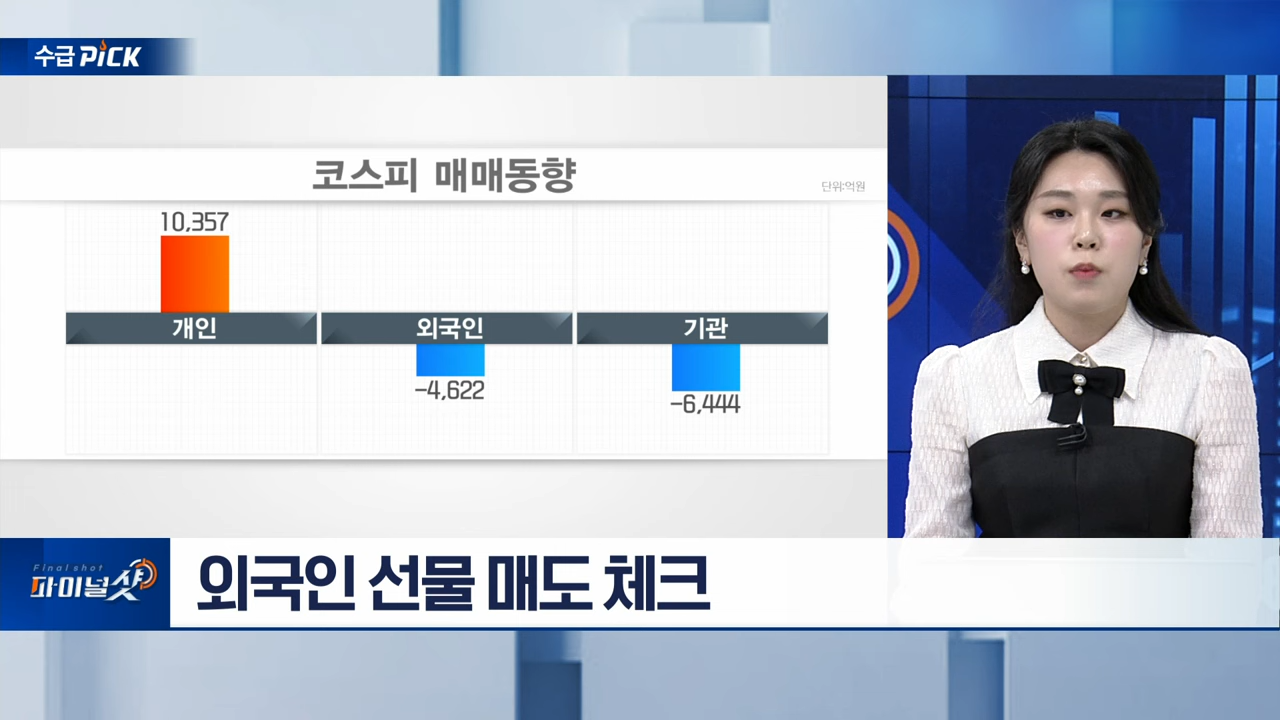 수급 PiCK
코스피 매매동향
단위:억원
10,357
개인
외국인
기관
-4,622
-6,444
Final shot
파이널샷
외국인 선물 매도 체크